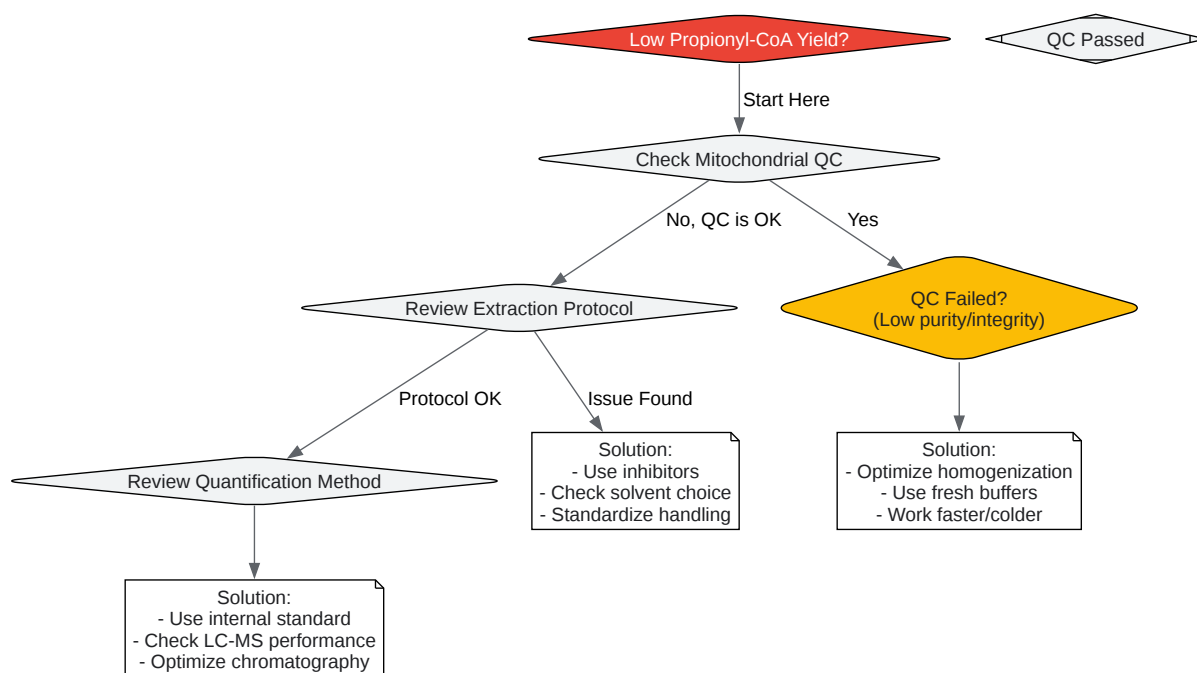 Low Propionyl-CoA Yield?
QC Passed
Start Here
Check Mitochondrial QC
No, QC is OK
Yes
Review Extraction Protocol
QC Failed?
(Low purity/integrity)
Protocol OK
Issue Found
Review Quantification Method
Solution:
- Use inhibitors
- Check solvent choice
- Standardize handling
Solution:
- Optimize homogenization
- Use fresh buffers
- Work faster/colder
Solution:
- Use internal standard
- Check LC-MS performance
- Optimize chromatography